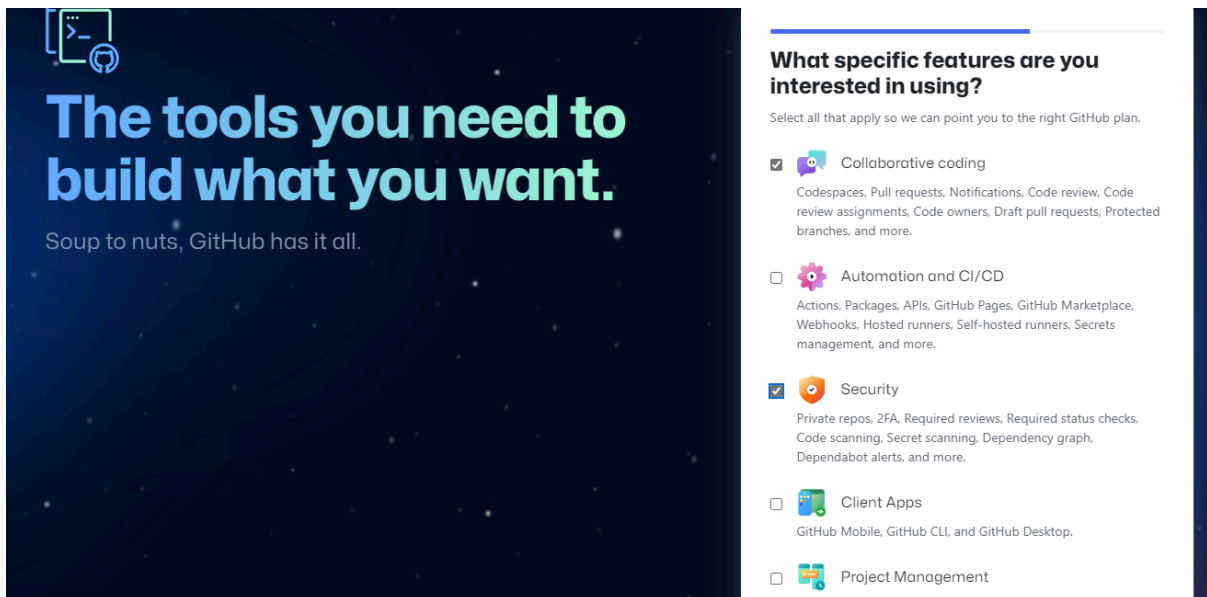 The tools you need to
build what you want.
Soup to nuts, GitHub has it all.
What specific features are you
interested in using?
Select all that apply so we can point you to the right GitHub plan.
Collaborative coding
Codespaces, Pull requests, Notifications, Code review, Code
review assignments, Code owners, Draft pull requests, Protected
branches, and more.
Automation and CI/CD
Actions, Packages, APIs, GitHub Pages, GitHub Marketplace,
Webhooks, Hosted runners, Self-hosted runners, Secrets
management, and more.
Security
Private repos, 2FA, Required reviews, Required status checks,
Code scanning, Secret scanning, Dependency graph,
Dependabot alerts, and more.
Client Apps
GitHub Mobile, GitHub CLI, and GitHub Desktop.
Project Management